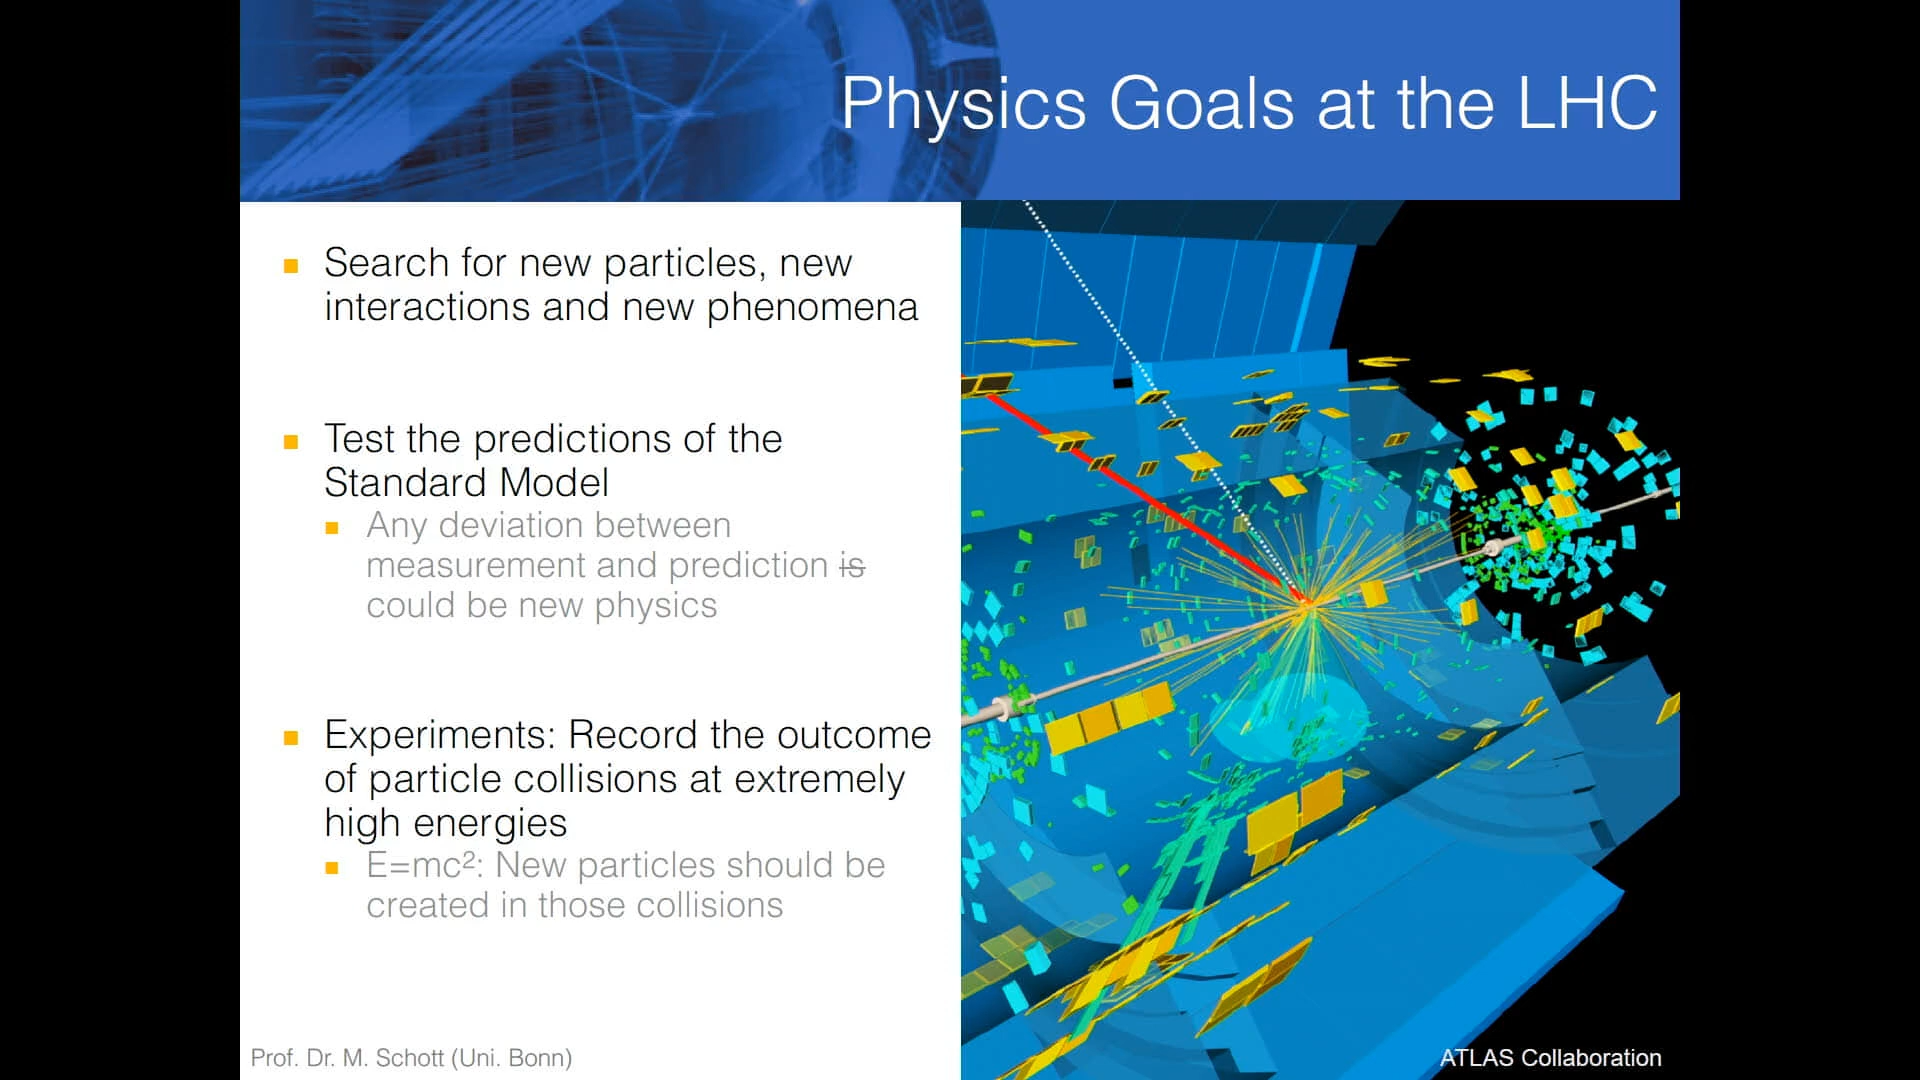 Physics Goals at the LHC
Search for new particles, new
interactions and new phenomena
Test the predictions of the
Standard Model
Any deviation between
measurement and prediction is
could be new physics
Experiments: Record the outcome
of particle collisions at extremely
high energies
E=mc²: New particles should be
created in those collisions
Prof. Dr. M. Schott (Uni. Bonn)
ATLAS Collaboration